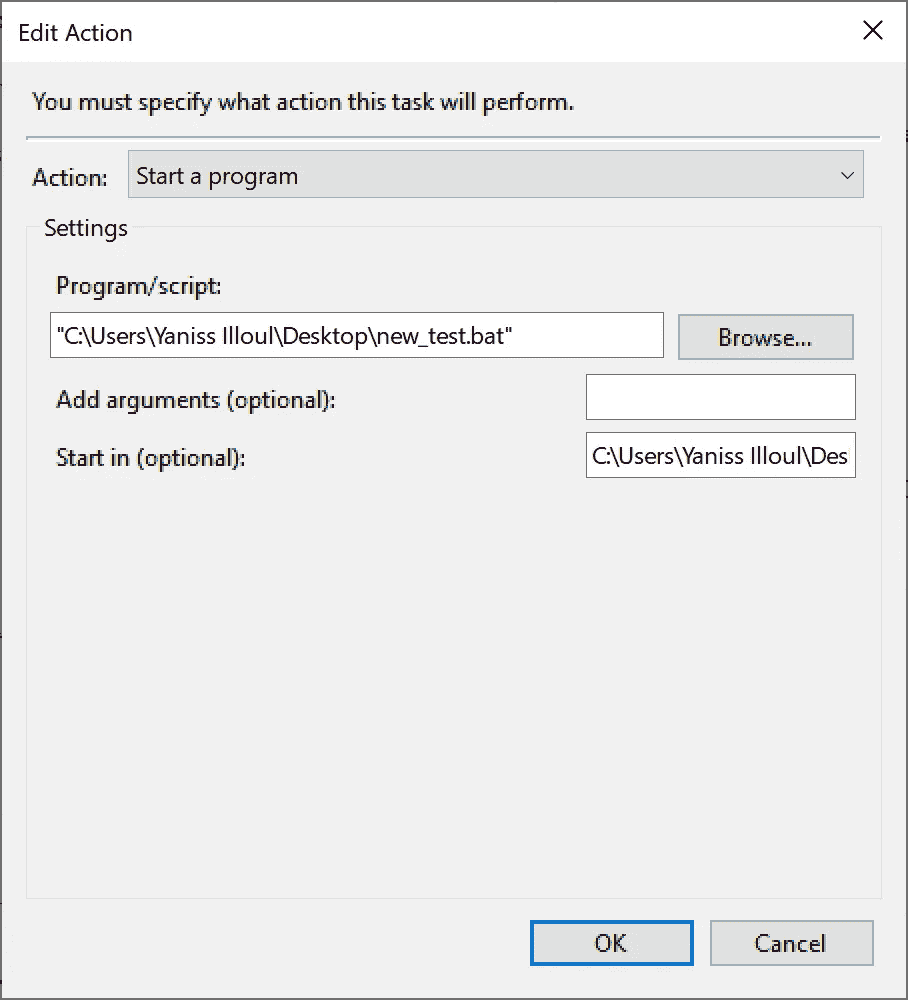 Edit Action
You must specify what action this task will perform.
Action: Start a program
Settings
Program/script:
"C:\Users\Yaniss Illoul\Desktop\new_test.bat" Browse...
Add arguments (optional):
Start in (optional): C:\Users\Yaniss Illoul\Des
OK Cancel